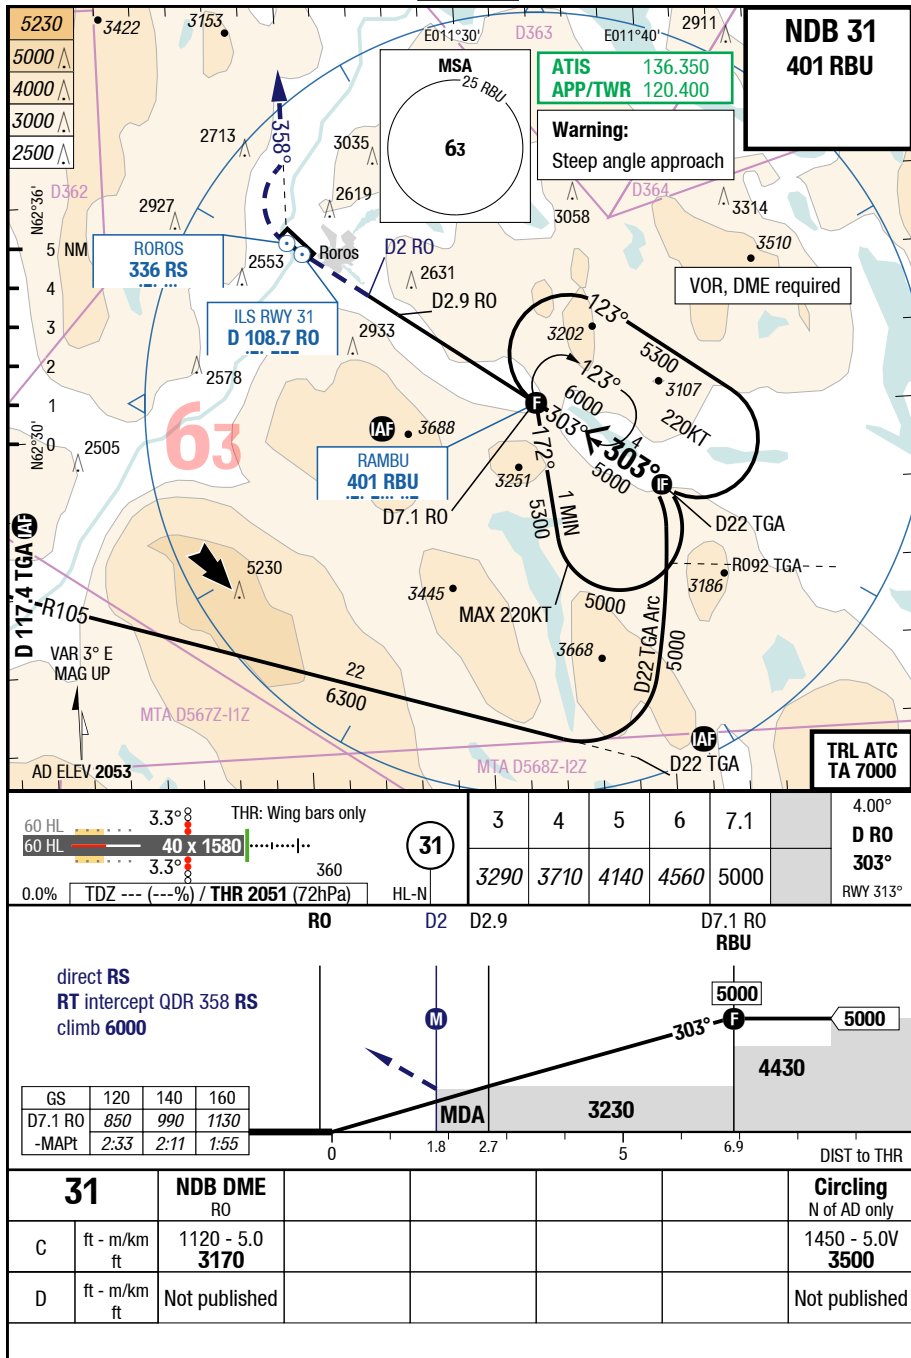 5230
5000
4000
3000
2500
3422
3153
E011°30'
D363
E011°40'
2911
NDB 31
401 RBU
MSA
25 RBU
63
ATIS 136.350
APP/TWR 120.400
Warning:
Steep angle approach
358°
2713
3035
D362
N62°36'
2927
2619
3058
D364
3314
5
NM
ROROS
336 RS
Roros
D2 RO
3510
2553
2631
VOR, DME required
4
D2.9 RO
ILS RWY 31
D 108.7 RO
123°
3
2933
3202
5300
2
2578
123°
3107
6000
1
F
220KT
303°
N62°30'
0
63
IAF
3688
4
303°
2505
RAMBU
401 RBU
172°
3251
5000
IF
D7.1 RO
5300
1 MIN
D22 TGA
IAF
D 117.4 TGA
5230
R092 TGA
3186
3445
5000
R105
MAX 220KT
D22 TGA Arc
5000
VAR 3° E
MAG UP
3668
22
6300
MTA D567Z-I1Z
IAF
MTA D568Z-I2Z
D22 TGA
AD ELEV 2053
TRL ATC
TA 7000
3.3°
THR: Wing bars only
60 HL
60 HL
40 x 1580
3.3°
360
31
0.0%
TDZ --- (---%) / THR 2051 (72hPa)
HL-N
3 4 5 6 7.1
3290 3710 4140 4560 5000
4.00°
D RO
303°
RWY 313°
RO D2 D2.9 D7.1 RO
RBU
direct RS
RT intercept QDR 358 RS
climb 6000
M
5000
F
303°
5000
4430
MDA
3230
GS 120 140 160
D7.1 RO 850 990 1130
-MAPt 2:33 2:11 1:55
0 1.8 2.7 5 6.9
DIST to THR
31 NDB DME Circling
RO N of AD only
C ft - m/km 1120 - 5.0 1450 - 5.0V
ft 3170 3500
D ft - m/km Not published Not published
ft